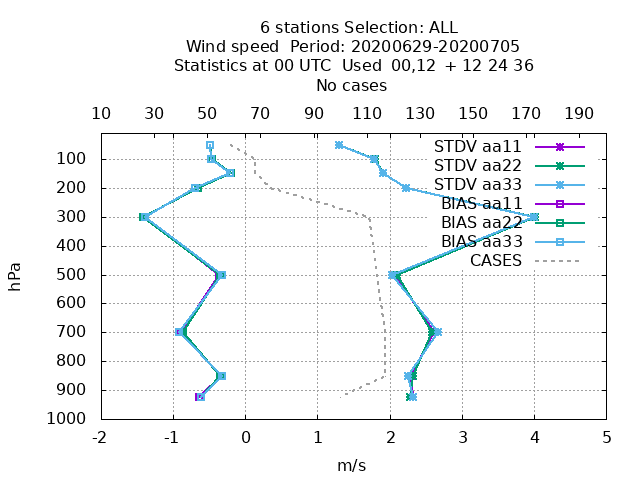 6 stations Selection: ALL
Wind speed  Period: 20200629-20200705
Statistics at 00 UTC  Used  00,12  + 12 24 36
No cases
10 30 50 70 90 110 130 150 170 190
STDV aa11
STDV aa22
STDV aa33
BIAS aa11
BIAS aa22
BIAS aa33
CASES
100
200
300
400
500
600
700
800
900
1000
hPa
-2 -1 0 1 2 3 4 5
m/s